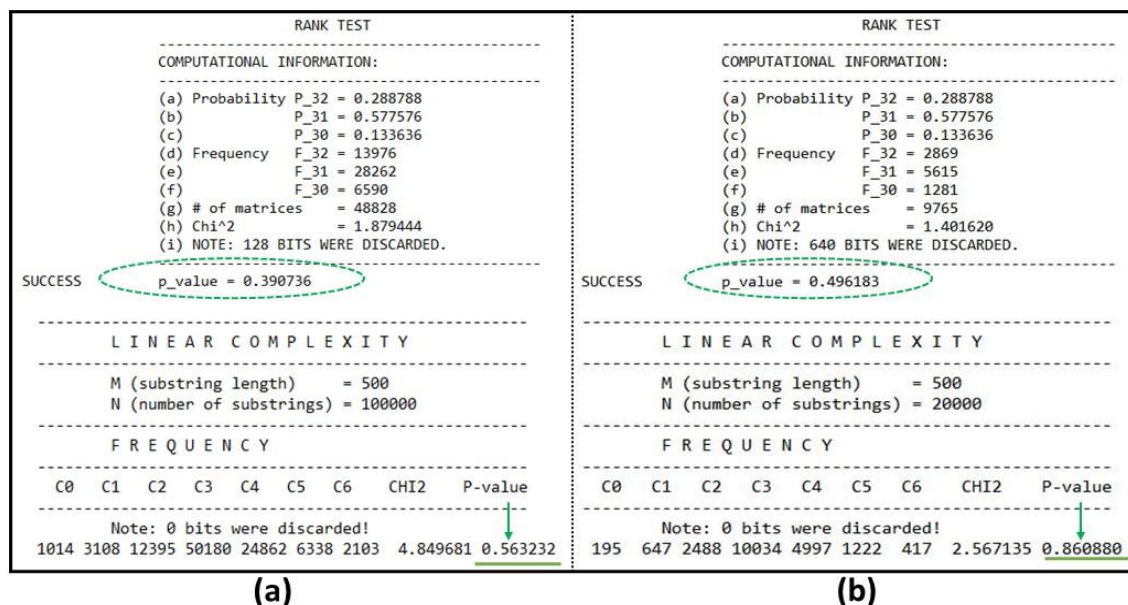 RANK TEST
------------------------------------------------
COMPUTATIONAL INFORMATION:
------------------------------------------------
(a) Probability P_32 = 0.288788
(b) P_31 = 0.577576
(c) P_30 = 0.133636
(d) Frequency F_32 = 13976
(e) F_31 = 28262
(f) F_30 = 6590
(g) # of matrices = 48828
(h) Chi^2 = 1.879444
(i) NOTE: 128 BITS WERE DISCARDED.
------------------------------------------------
SUCCESS p_value = 0.390736
------------------------------------------------
L I N E A R C O M P L E X I T Y
------------------------------------------------
M (substring length) = 500
N (number of substrings) = 100000
------------------------------------------------
F R E Q U E N C Y
------------------------------------------------
C0 C1 C2 C3 C4 C5 C6 CHI2 P-value
------------------------------------------------
Note: 0 bits were discarded!
1014 3108 12395 50180 24862 6338 2103 4.849681 0.563232
(a)
RANK TEST
------------------------------------------------
COMPUTATIONAL INFORMATION:
------------------------------------------------
(a) Probability P_32 = 0.288788
(b) P_31 = 0.577576
(c) P_30 = 0.133636
(d) Frequency F_32 = 2869
(e) F_31 = 5615
(f) F_30 = 1281
(g) # of matrices = 9765
(h) Chi^2 = 1.401620
(i) NOTE: 640 BITS WERE DISCARDED.
------------------------------------------------
SUCCESS p_value = 0.496183
------------------------------------------------
L I N E A R C O M P L E X I T Y
------------------------------------------------
M (substring length) = 500
N (number of substrings) = 20000
------------------------------------------------
F R E Q U E N C Y
------------------------------------------------
C0 C1 C2 C3 C4 C5 C6 CHI2 P-value
------------------------------------------------
Note: 0 bits were discarded!
195 647 2488 10034 4997 1222 417 2.567135 0.860880
(b)